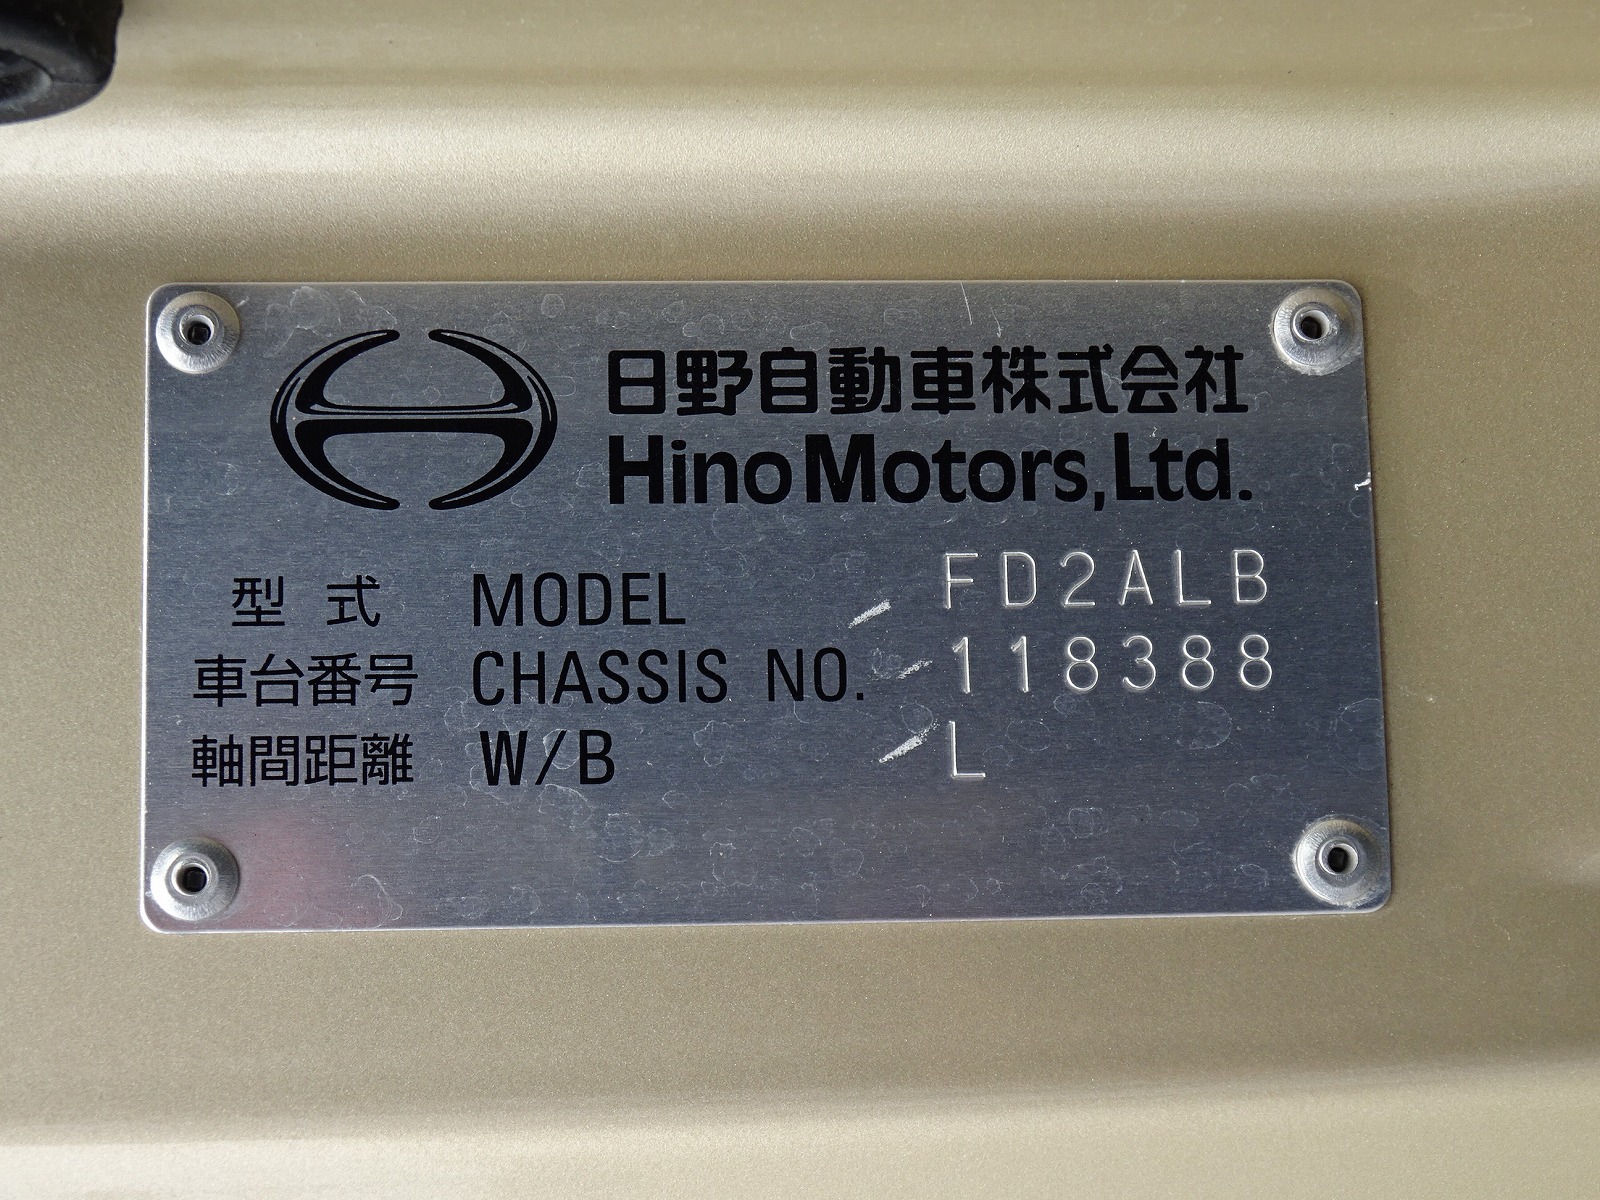 日野自動車株式会社
Hino Motors,Ltd.
型式 MODEL FD2ALB
車台番号 CHASSIS NO. 118388
軸間距離 W/B L